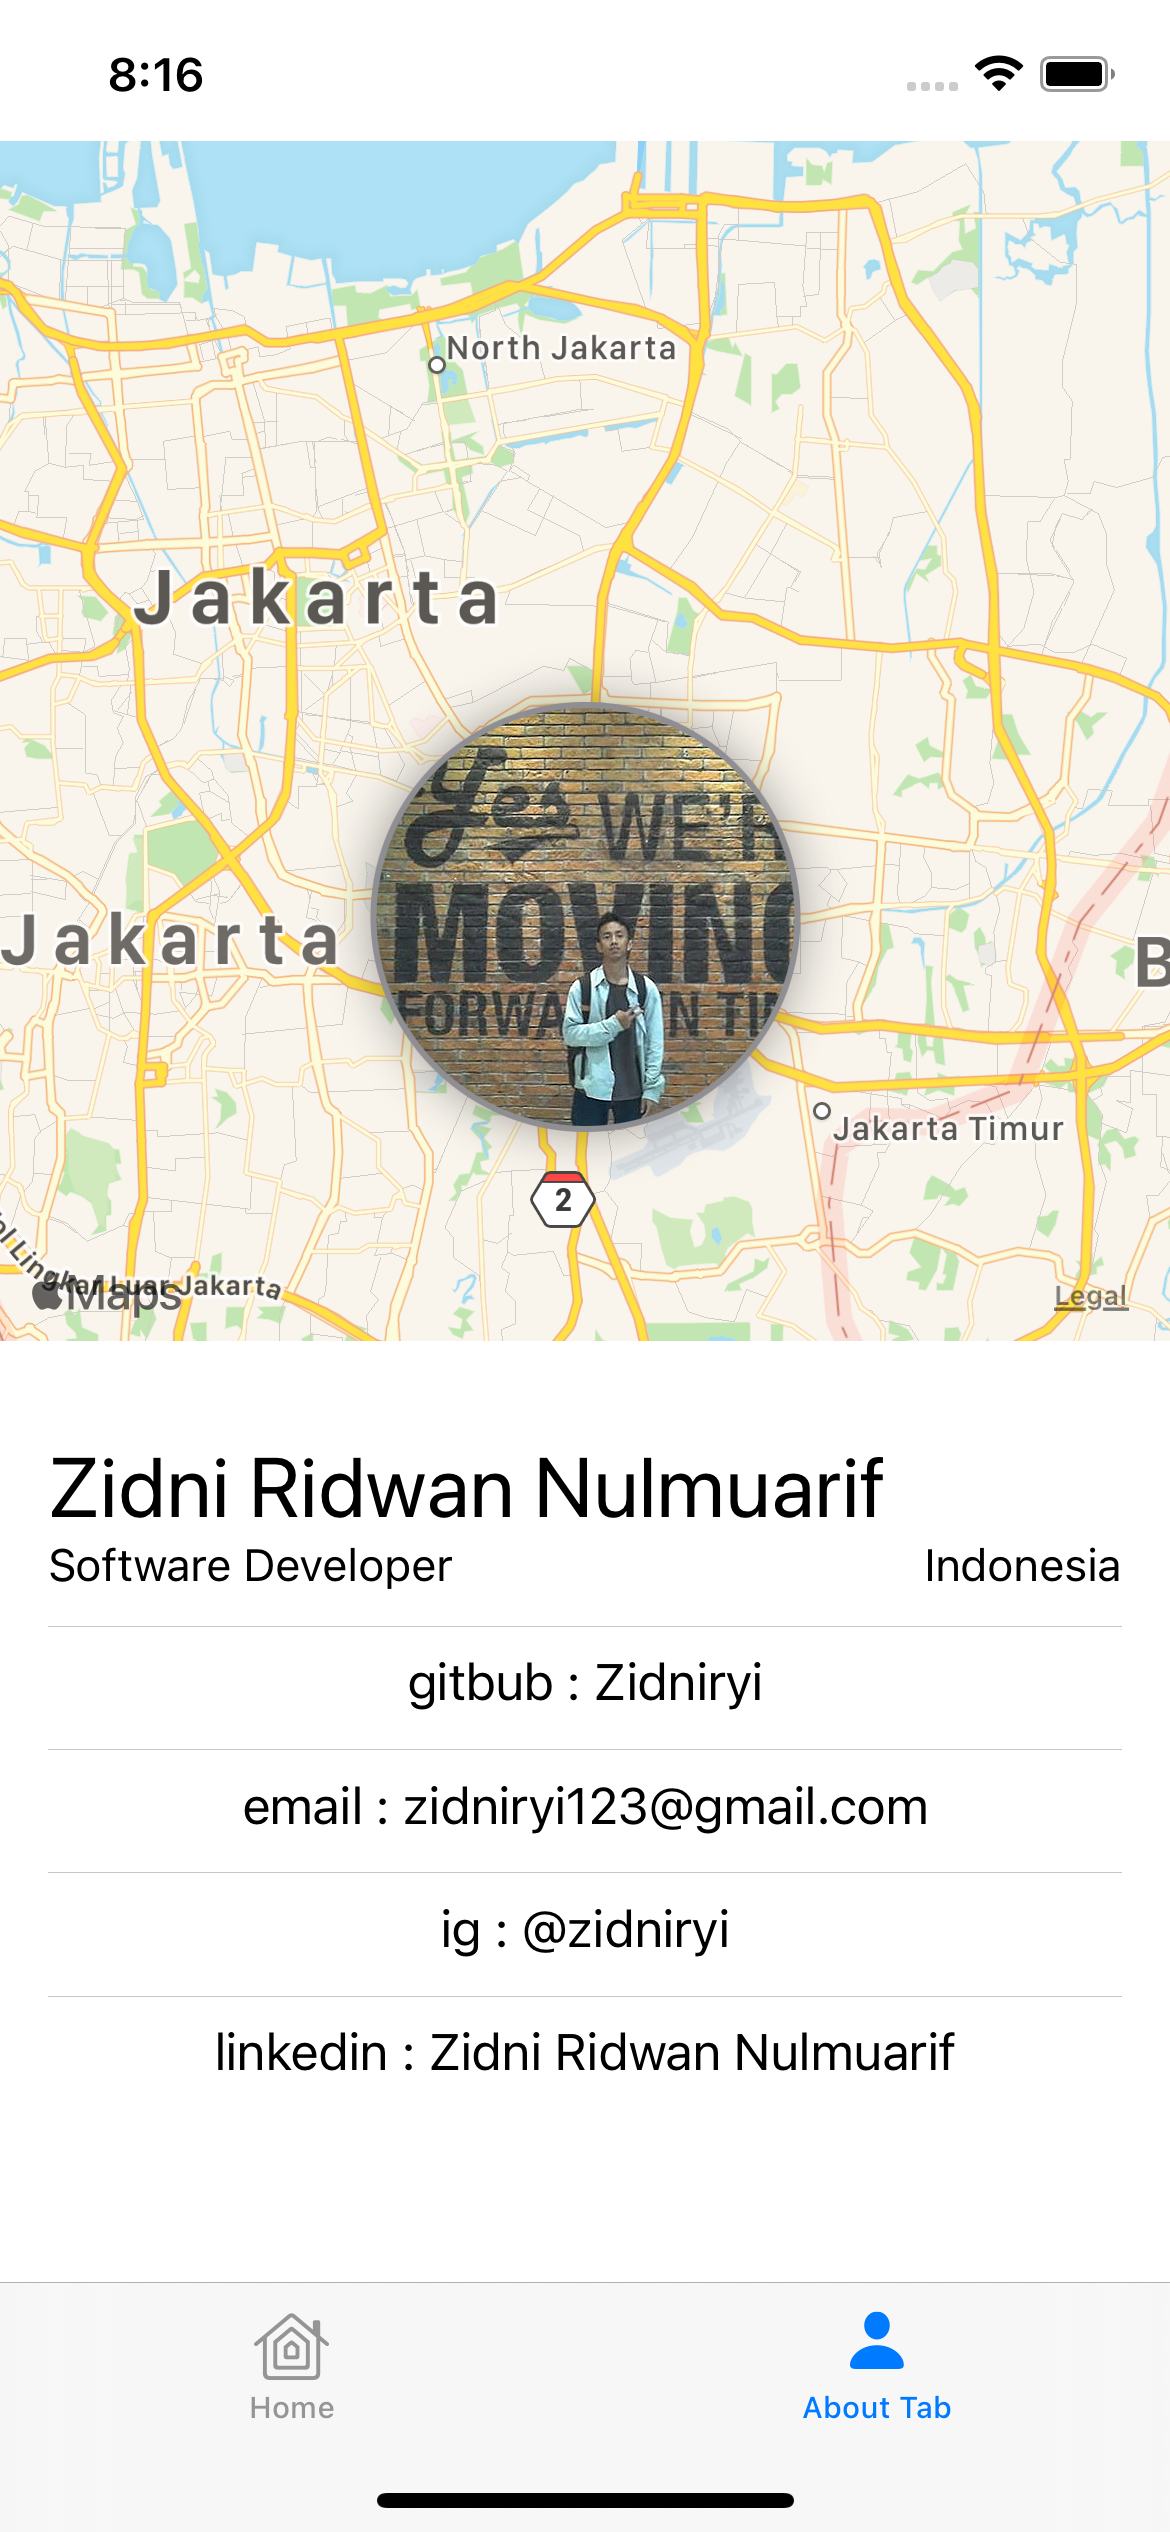 8:16
North Jakarta
Jakarta
Yes WE'R
MOVING
FORWA N TI
Jakarta
B
Jakarta Timur
2
ol Lingkar Luar Jakarta
Maps
Legal
Zidni Ridwan Nulmuarif
Software Developer Indonesia
gitbub : Zidniryi
email : zidniryi123@gmail.com
ig : @zidniryi
linkedin : Zidni Ridwan Nulmuarif
Home About Tab